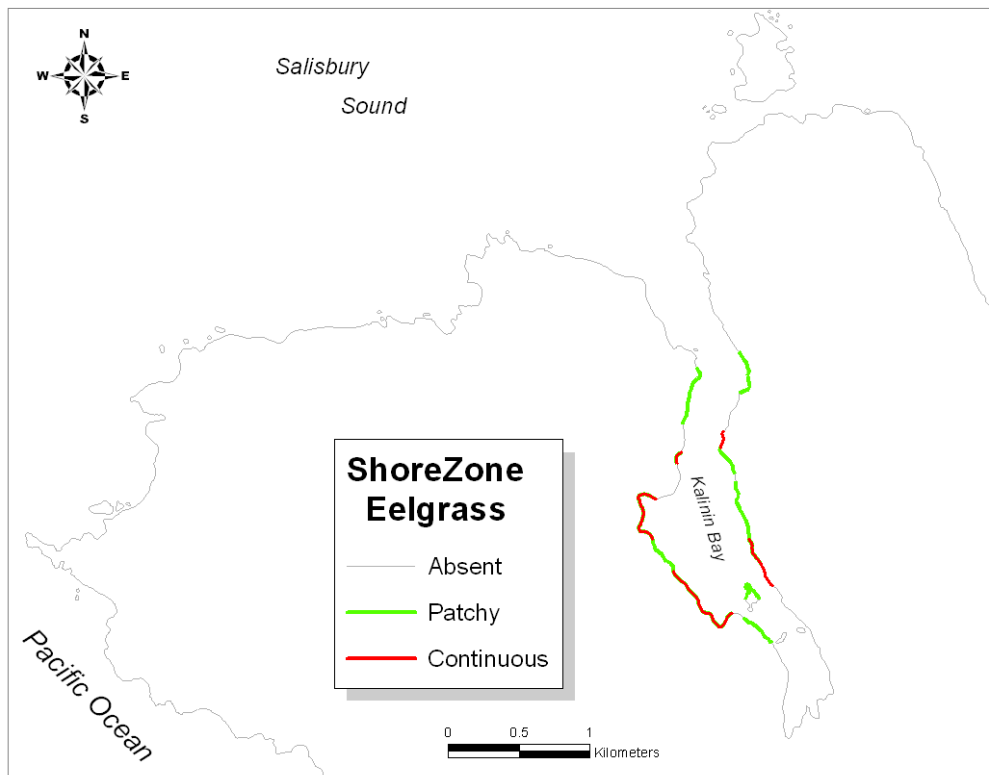 N
W E
S
Salisbury
Sound
ShoreZone
Eelgrass
Absent
Patchy
Continuous
Kalinin Bay
Pacific Ocean
0 0.5 1
Kilometers